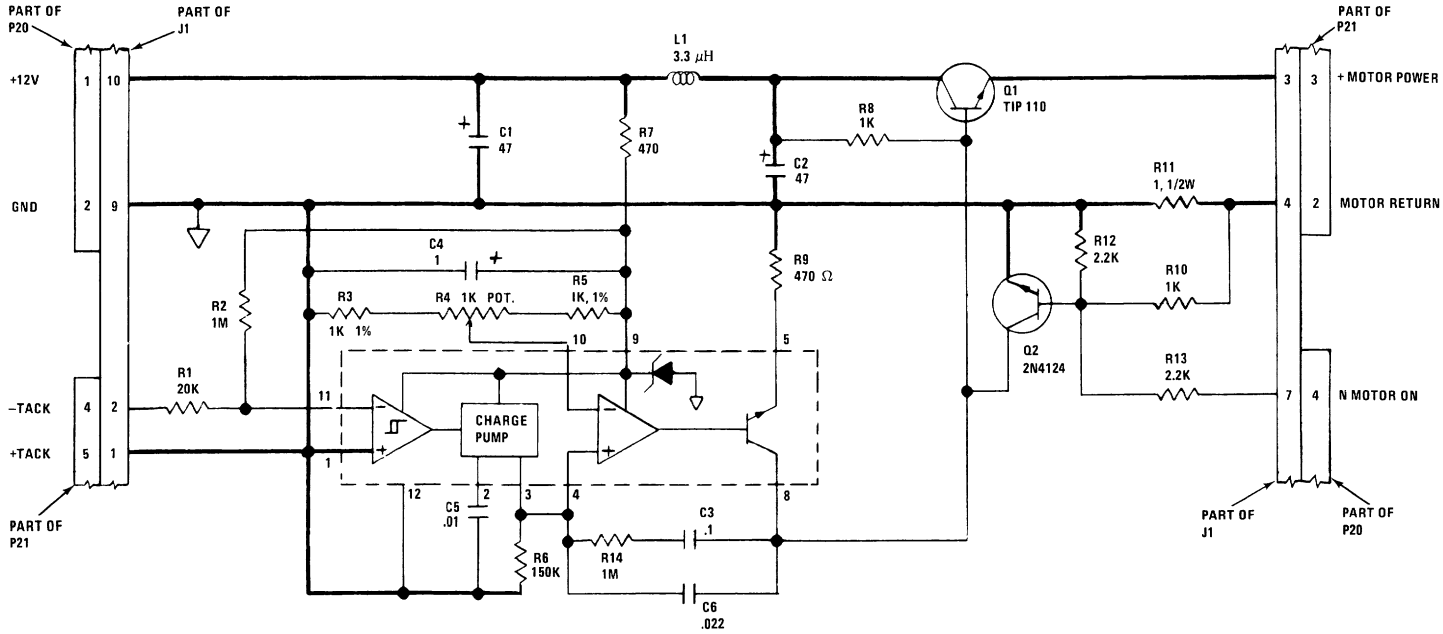 PART OF
P20
PART OF
J1
+12V
1
10
GND
2
9
-TACK
4
2
+TACK
5
1
PART OF
P21
L1
3.3 μH
C1
47
+
R7
470
C2
47
+
R8
1K
Q1
TIP 110
PART OF
P21
3
3
+ MOTOR POWER
R11
1, 1/2W
4
2
MOTOR RETURN
R12
2.2K
R10
1K
Q2
2N4124
R13
2.2K
7
4
N MOTOR ON
PART OF
J1
PART OF
P20
R9
470 Ω
C4
1
+
R2
1M
R3
1K 1%
R4 1K POT.
R5
1K, 1%
10
9
5
R1
20K
11
1
-
+
CHARGE
PUMP
-
+
12
2
3
4
8
C5
.01
R6
150K
R14
1M
C3
.1
C6
.022